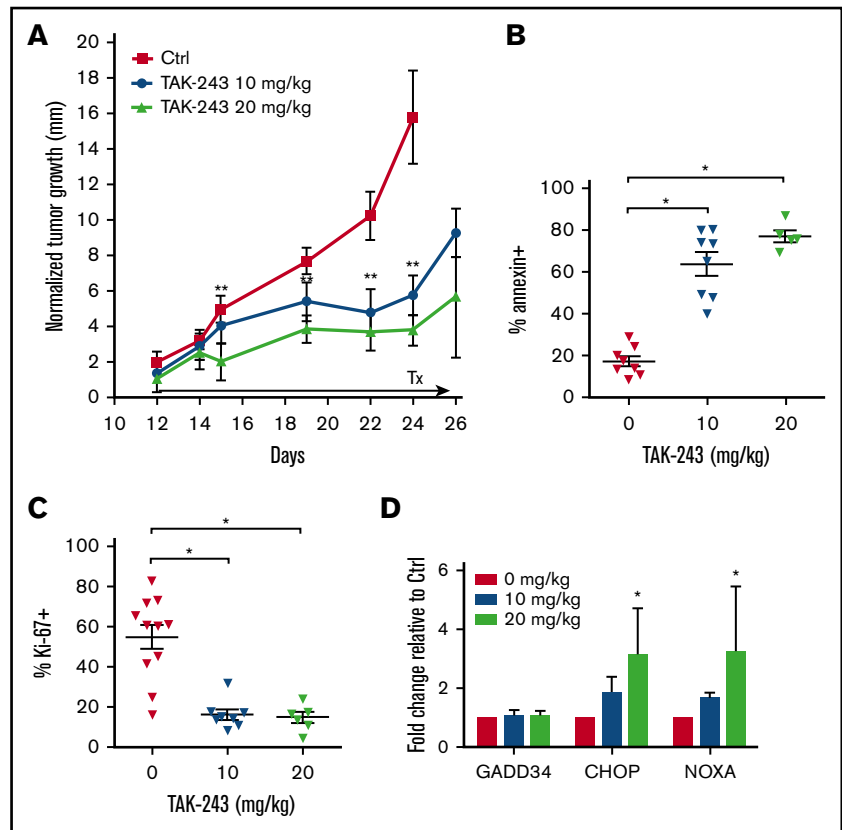 A
Normalized tumor growth (mm)
20
18
16
14
12
10
8
6
4
2
0
Ctrl
TAK-243 10 mg/kg
TAK-243 20 mg/kg
**
**
**
**
Tx
10 12 14 16 18 20 22 24 26
Days
B
% annexin+
100
80
60
40
20
0
*
*
0 10 20
TAK-243 (mg/kg)
C
% Ki-67+
100
80
60
40
20
0
*
*
0 10 20
TAK-243 (mg/kg)
D
Fold change relative to Ctrl
6
4
2
0
0 mg/kg
10 mg/kg
20 mg/kg
*
*
GADD34 CHOP NOXA